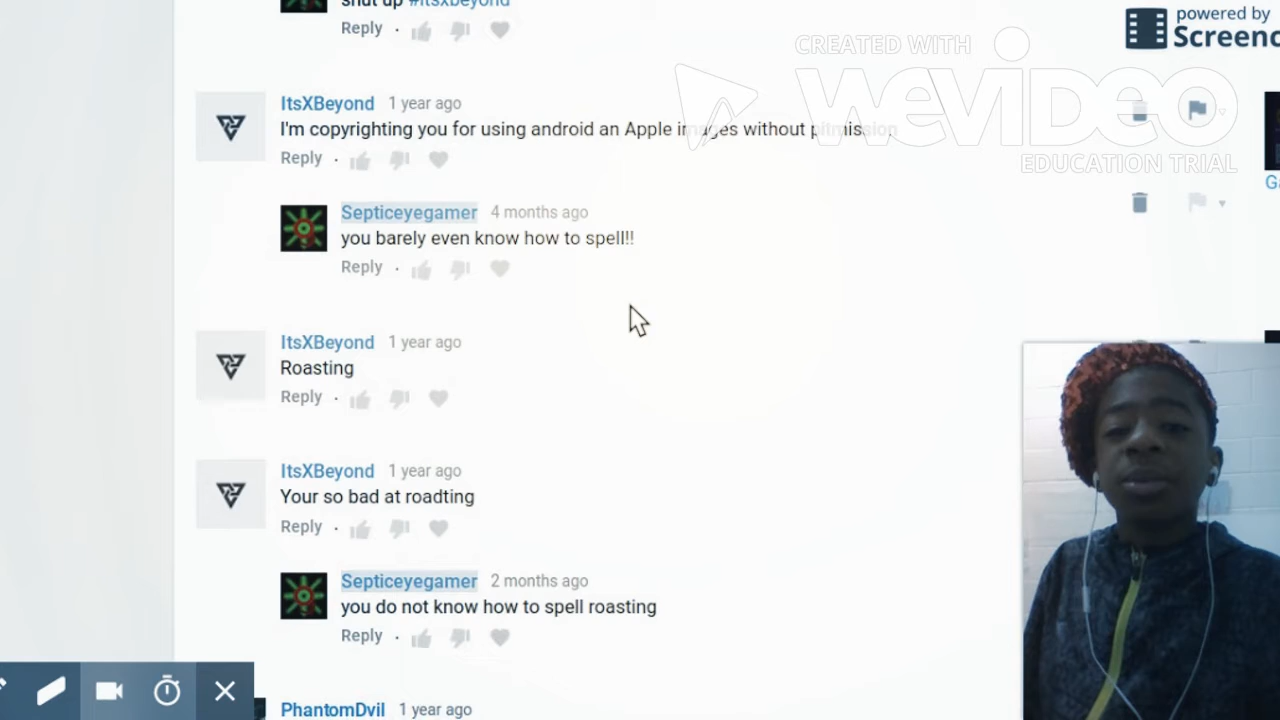 shut up #itsxbeyond
Reply
powered by
CREATED WITH
WEVIDEO
EDUCATION TRIAL
ItsXBeyond 1 year ago
I'm copyrighting you for using android an Apple images without pitmission
Reply
Septiceyegamer 4 months ago
you barely even know how to spell!!
Reply
ItsXBeyond 1 year ago
Roasting
Reply
ItsXBeyond 1 year ago
Your so bad at roadting
Reply
Septiceyegamer 2 months ago
you do not know how to spell roasting
Reply
PhantomDvil 1 year ago